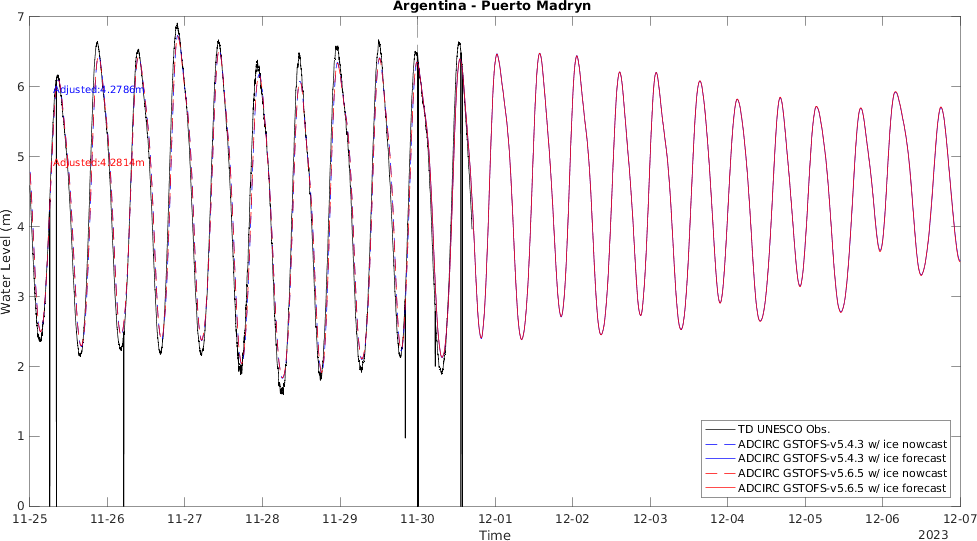 Argentina - Puerto Madryn
7
6
5
4
3
2
1
0
Water Level (m)
Adjusted:4.2786m
Adjusted:4.2814m
TD UNESCO Obs.
ADCIRC GSTOFS-v5.4.3 w/ ice nowcast
ADCIRC GSTOFS-v5.4.3 w/ ice forecast
ADCIRC GSTOFS-v5.6.5 w/ ice nowcast
ADCIRC GSTOFS-v5.6.5 w/ ice forecast
11-25 11-26 11-27 11-28 11-29 11-30 12-01 12-02 12-03 12-04 12-05 12-06 12-07
Time
2023